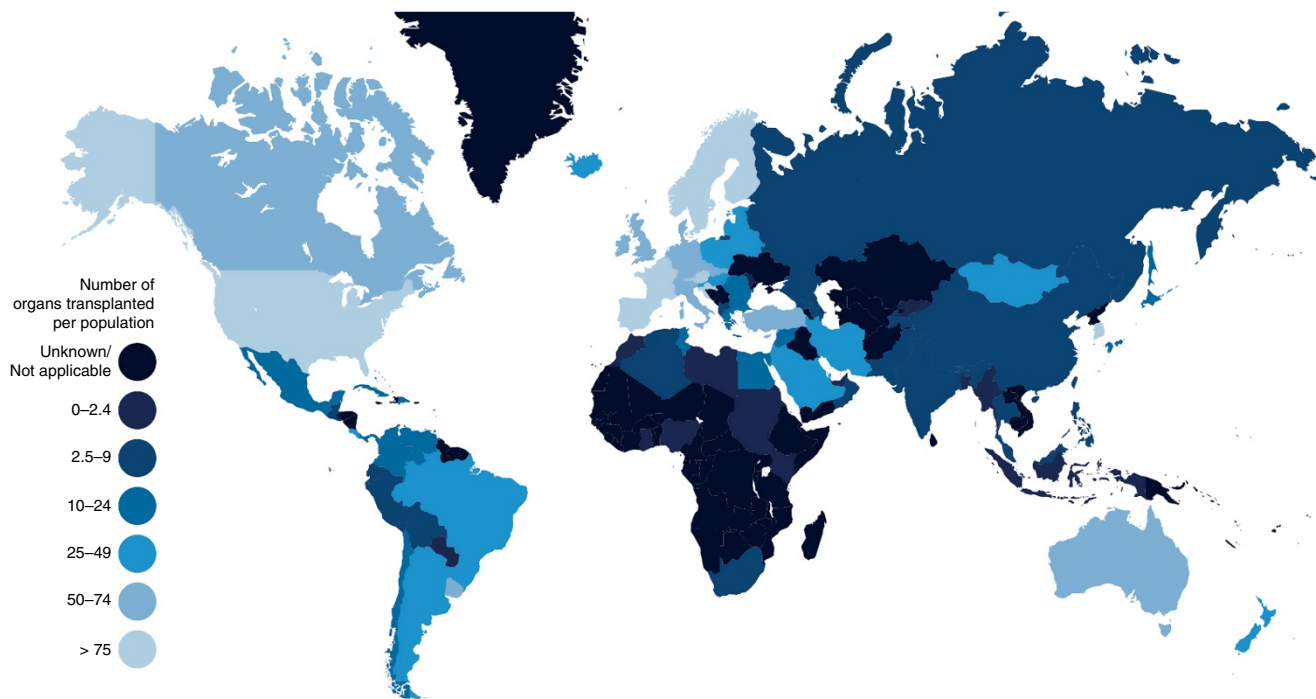 Number of
organs transplanted
per population
Unknown/
Not applicable
0–2.4
2.5–9
10–24
25–49
50–74
> 75